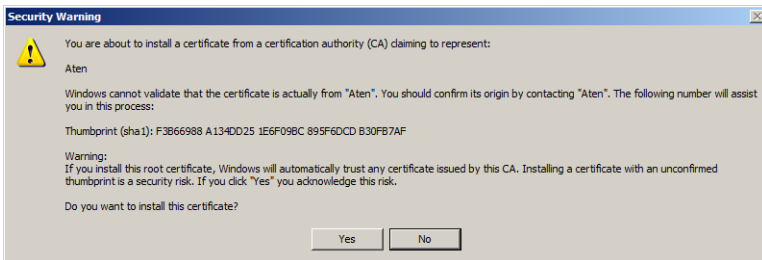 Security Warning
You are about to install a certificate from a certification authority (CA) claiming to represent:
Aten
Windows cannot validate that the certificate is actually from "Aten". You should confirm its origin by contacting "Aten". The following number will assist
you in this process:
Thumbprint (sha1): F3B66988 A134DD25 1E6F09BC 895F6DCD B30FB7AF
Warning:
If you install this root certificate, Windows will automatically trust any certificate issued by this CA. Installing a certificate with an unconfirmed
thumbprint is a security risk. If you click "Yes" you acknowledge this risk.
Do you want to install this certificate?
Yes No